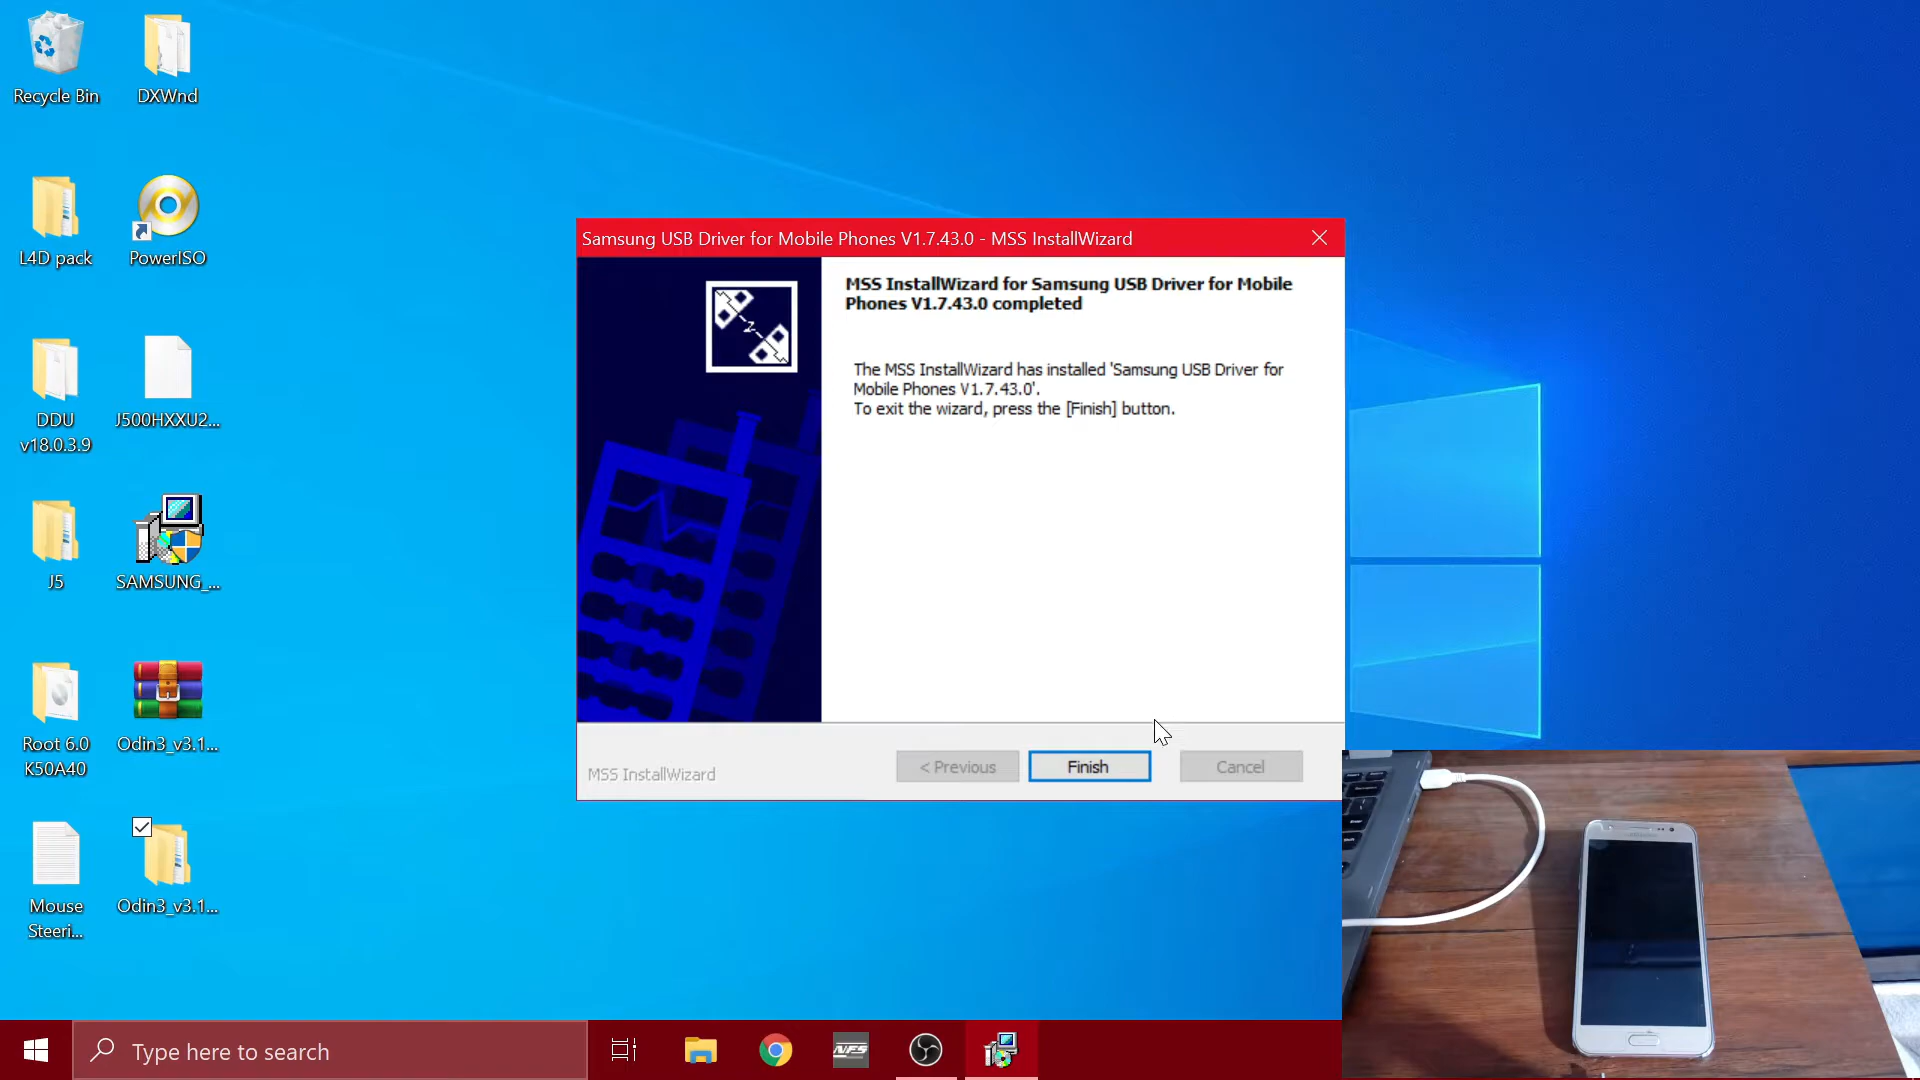 Recycle Bin
DXWnd
L4D pack
PowerISO
DDU
v18.0.3.9
J500HXXU2...
J5
SAMSUNG_...
Root 6.0
K50A40
Odin3_v3.1...
Mouse
Steeri...
Odin3_v3.1...
Samsung USB Driver for Mobile Phones V1.7.43.0 - MSS InstallWizard
MSS InstallWizard for Samsung USB Driver for Mobile
Phones V1.7.43.0 completed
The MSS InstallWizard has installed 'Samsung USB Driver for
Mobile Phones V1.7.43.0'.
To exit the wizard, press the [Finish] button.
MSS InstallWizard
< Previous
Finish
Cancel
Type here to search
NFS